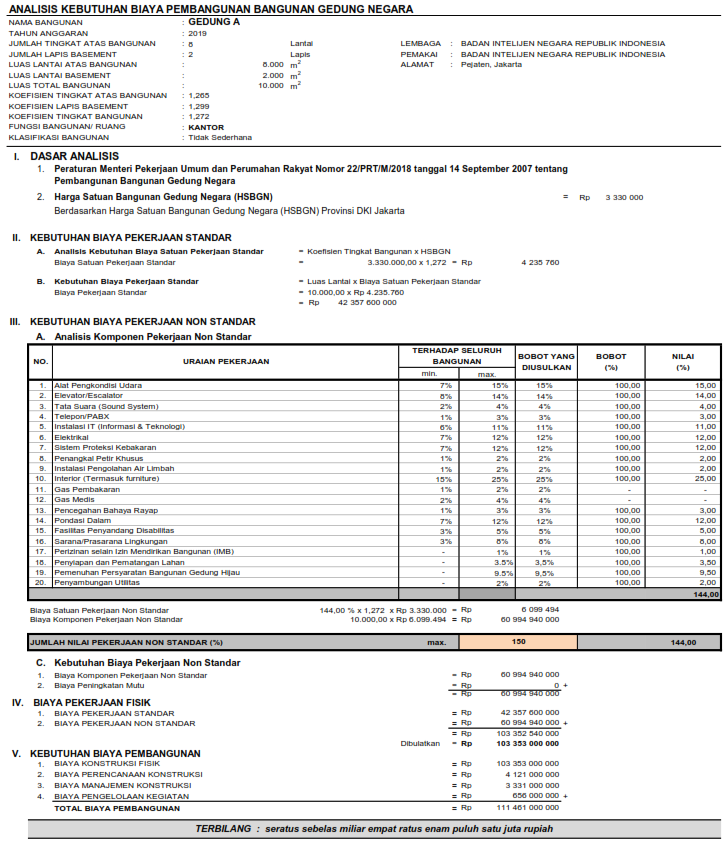 ANALISIS KEBUTUHAN BIAYA PEMBANGUNAN BANGUNAN GEDUNG NEGARA
NAMA BANGUNAN : GEDUNG A
TAHUN ANGGARAN : 2019
JUMLAH TINGKAT ATAS BANGUNAN : 8 Lantai LEMBAGA : BADAN INTELIJEN NEGARA REPUBLIK INDONESIA
JUMLAH LAPIS BASEMENT : 2 Lapis PEMAKAI : BADAN INTELIJEN NEGARA REPUBLIK INDONESIA
LUAS LANTAI ATAS BANGUNAN : 8.000 m2 ALAMAT : Pejaten, Jakarta
LUAS LANTAI BASEMENT : 2.000 m2
LUAS TOTAL BANGUNAN : 10.000 m2
KOEFISIEN TINGKAT ATAS BANGUNAN : 1,265
KOEFISIEN LAPIS BASEMENT : 1,299
KOEFISIEN TINGKAT BANGUNAN : 1,272
FUNGSI BANGUNAN/ RUANG : KANTOR
KLASIFIKASI BANGUNAN : Tidak Sederhana
I. DASAR ANALISIS
1. Peraturan Menteri Pekerjaan Umum dan Perumahan Rakyat Nomor 22/PRT/M/2018 tanggal 14 September 2007 tentang
Pembangunan Bangunan Gedung Negara
2. Harga Satuan Bangunan Gedung Negara (HSBGN) = Rp 3 330 000
Berdasarkan Harga Satuan Bangunan Gedung Negara (HSBGN) Provinsi DKI Jakarta
II. KEBUTUHAN BIAYA PEKERJAAN STANDAR
A. Analisis Kebutuhan Biaya Satuan Pekerjaan Standar = Koefisien Tingkat Bangunan x HSBGN
Biaya Satuan Pekerjaan Standar = 3.330.000,00 x 1,272 = Rp 4 235 760
B. Kebutuhan Biaya Pekerjaan Standar = Luas Lantai x Biaya Satuan Pekerjaan Standar
Biaya Pekerjaan Standar = 10.000,00 x Rp 4.235.760
= Rp 42 357 600 000
III. KEBUTUHAN BIAYA PEKERJAAN NON STANDAR
A. Analisis Komponen Pekerjaan Non Standar
NO. URAIAN PEKERJAAN TERHADAP SELURUH BANGUNAN min. max. BOBOT YANG DIUSULKAN BOBOT (%) NILAI (%)
1. Alat Pengkondisi Udara 7% 15% 15% 100,00 15,00
2. Elevator/Escalator 8% 14% 14% 100,00 14,00
3. Tata Suara (Sound System) 2% 4% 4% 100,00 4,00
4. Telepon/PABX 1% 3% 3% 100,00 3,00
5. Instalasi IT (Informasi & Teknologi) 6% 11% 11% 100,00 11,00
6. Elektrikal 7% 12% 12% 100,00 12,00
7. Sistem Proteksi Kebakaran 7% 12% 12% 100,00 12,00
8. Penangkal Petir Khusus 1% 2% 2% 100,00 2,00
9. Instalasi Pengolahan Air Limbah 1% 2% 2% 100,00 2,00
10. Interior (Termasuk furniture) 15% 25% 25% 100,00 25,00
11. Gas Pembakaran 1% 2% 2% - -
12. Gas Medis 2% 4% 4% - -
13. Pencegahan Bahaya Rayap 1% 3% 3% 100,00 3,00
14. Pondasi Dalam 7% 12% 12% 100,00 12,00
15. Fasilitas Penyandang Disabilitas 3% 5% 5% 100,00 5,00
16. Sarana/Prasarana Lingkungan 3% 8% 8% 100,00 8,00
17. Perizinan selain Izin Mendirikan Bangunan (IMB) - 1% 1% 100,00 1,00
18. Penyiapan dan Pematangan Lahan - 3.5% 3,5% 100,00 3,50
19. Pemenuhan Persyaratan Bangunan Gedung Hijau - 9.5% 9,5% 100,00 9,50
20. Penyambungan Utilitas - 2% 2% 100,00 2,00
144,00
Biaya Satuan Pekerjaan Non Standar 144,00 % x 1,272 x Rp 3.330.000 = Rp 6 099 494
Biaya Komponen Pekerjaan Non Standar 10.000,00 x Rp 6.099.494 = Rp 60 994 940 000
JUMLAH NILAI PEKERJAAN NON STANDAR (%) max. 150 144,00
C. Kebutuhan Biaya Pekerjaan Non Standar
1. Biaya Komponen Pekerjaan Non Standar = Rp 60 994 940 000
2. Biaya Peningkatan Mutu = Rp 0 +
= Rp 60 994 940 000
IV. BIAYA PEKERJAAN FISIK
1. BIAYA PEKERJAAN STANDAR = Rp 42 357 600 000
2. BIAYA PEKERJAAN NON STANDAR = Rp 60 994 940 000 +
= Rp 103 352 540 000
Dibulatkan = Rp 103 353 000 000
V. KEBUTUHAN BIAYA PEMBANGUNAN
1. BIAYA KONSTRUKSI FISIK = Rp 103 353 000 000
2. BIAYA PERENCANAAN KONSTRUKSI = Rp 4 121 000 000
3. BIAYA MANAJEMEN KONSTRUKSI = Rp 3 331 000 000
4. BIAYA PENGELOLAAN KEGIATAN = Rp 656 000 000 +
TOTAL BIAYA PEMBANGUNAN = Rp 111 461 000 000
TERBILANG : seratus sebelas miliar empat ratus enam puluh satu juta rupiah